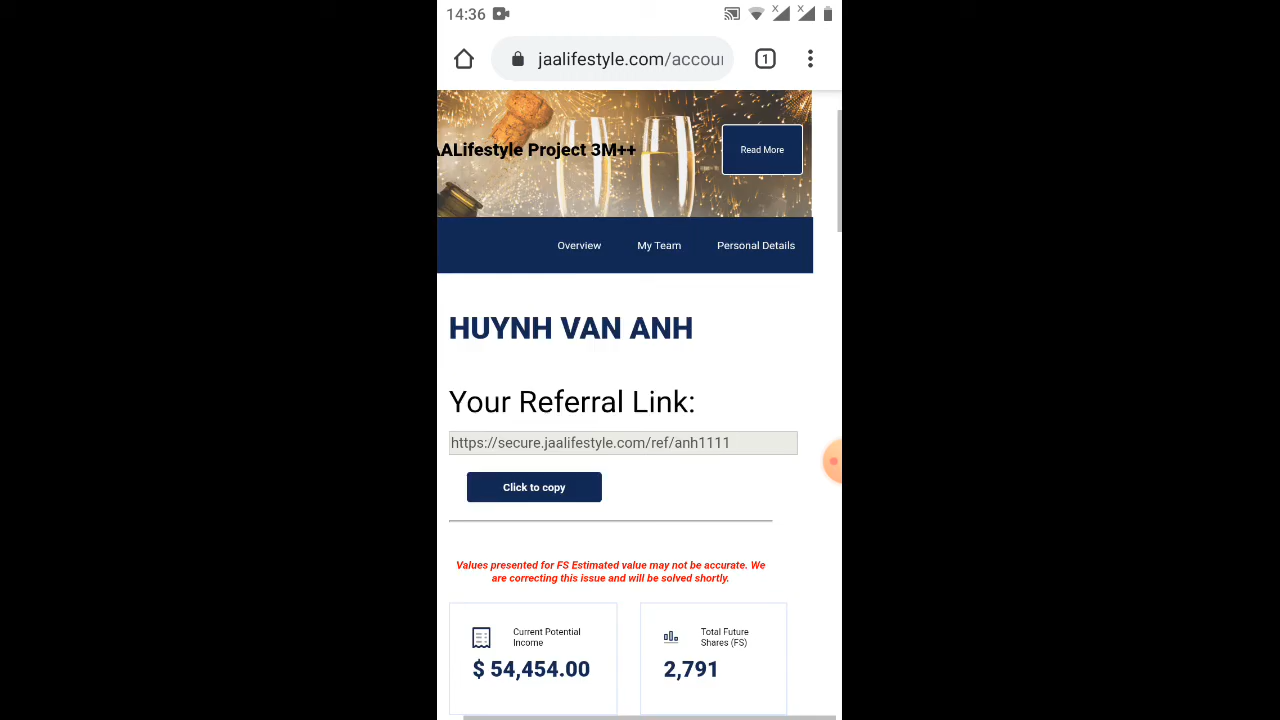 14:36
jaalifestyle.com/accou
1
AALifestyle Project 3M++
Read More
Overview My Team Personal Details
HUYNH VAN ANH
Your Referral Link:
https://secure.jaalifestyle.com/ref/anh1111
Click to copy
Values presented for FS Estimated value may not be accurate. We
are correcting this issue and will be solved shortly.
Current Potential
Income
$ 54,454.00
Total Future
Shares (FS)
2,791